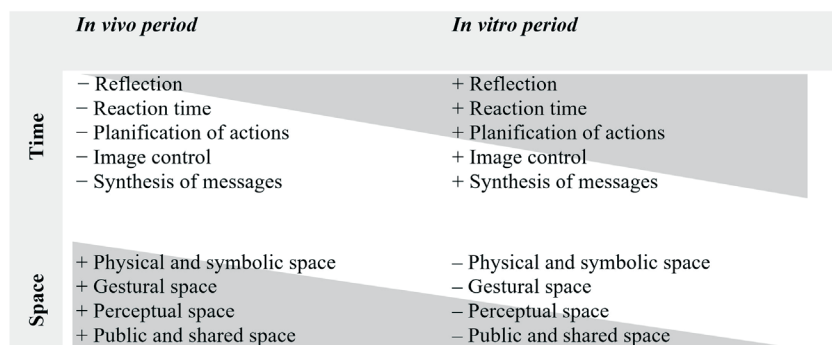 In vivo period    In vitro period
Time
− Reflection    + Reflection
− Reaction time    + Reaction time
− Planification of actions    + Planification of actions
− Image control    + Image control
− Synthesis of messages    + Synthesis of messages
Space
+ Physical and symbolic space    – Physical and symbolic space
+ Gestural space    – Gestural space
+ Perceptual space    – Perceptual space
+ Public and shared space    – Public and shared space